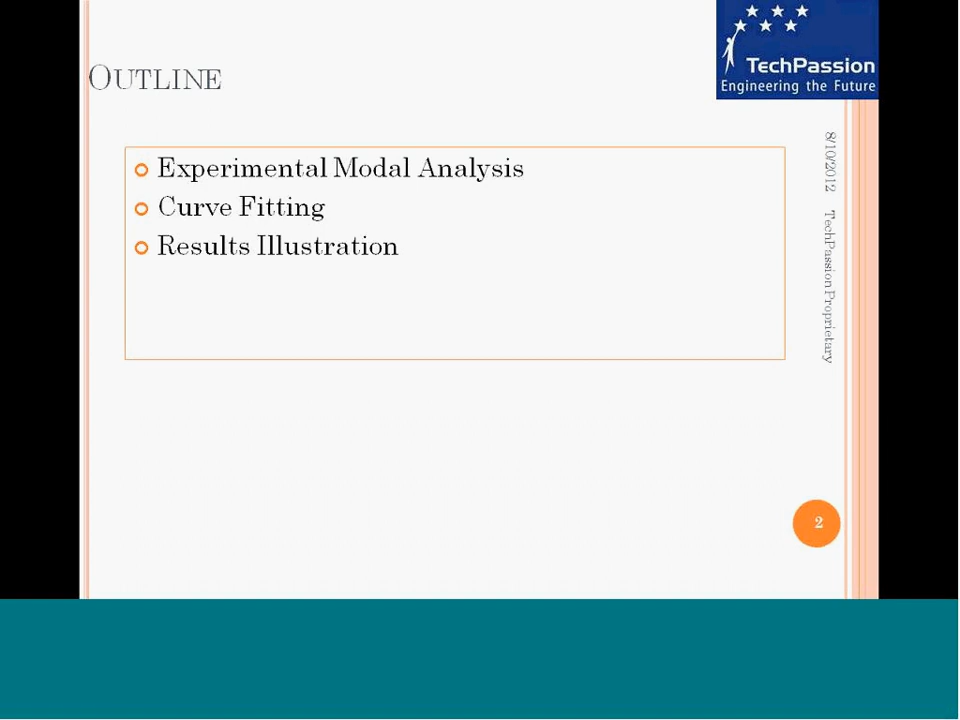 OUTLINE
TechPassion
Engineering the Future
Experimental Modal Analysis
Curve Fitting
Results Illustration
8/10/2012 TechPassion Proprietary
2